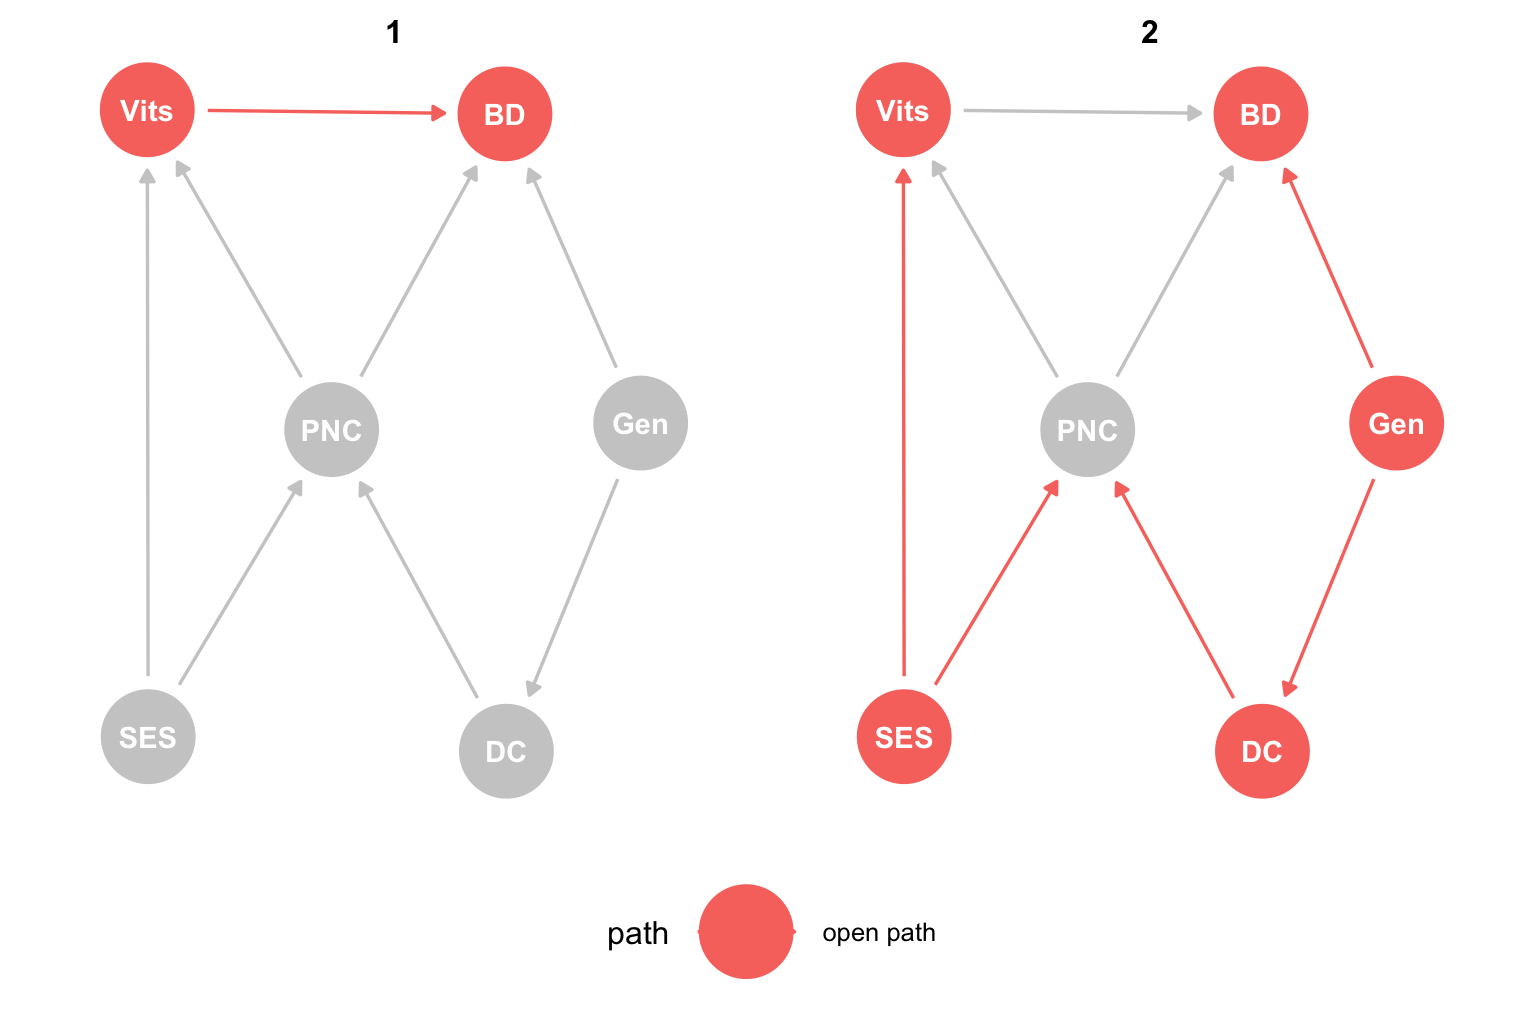 1
Vits
BD
PNC
Gen
SES
DC
2
Vits
BD
PNC
Gen
SES
DC
path
open path